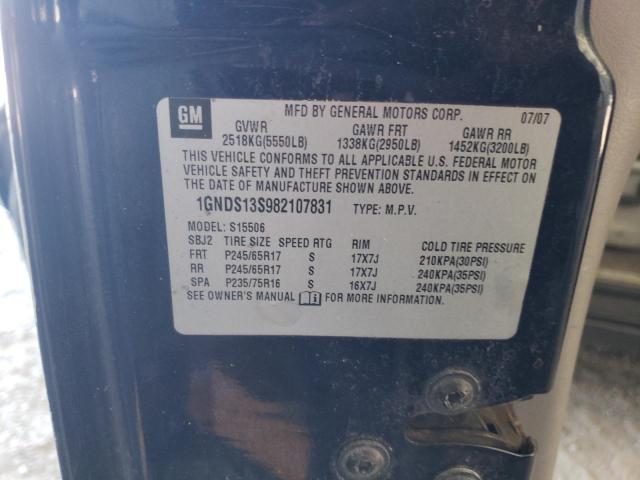 GM
MFD BY GENERAL MOTORS CORP. 07/07
GVWR GAWR FRT GAWR RR
2518KG(5550LB) 1338KG(2950LB) 1452KG(3200LB)
THIS VEHICLE CONFORMS TO ALL APPLICABLE U.S. FEDERAL MOTOR
VEHICLE SAFETY AND THEFT PREVENTION STANDARDS IN EFFECT ON
THE DATE OF MANUFACTURE SHOWN ABOVE.
1GNDS13S982107831 TYPE: M.P.V.
MODEL: S15506
SBJ2 TIRE SIZE SPEED RTG RIM COLD TIRE PRESSURE
FRT P245/65R17 S 17X7J 210KPA(30PSI)
RR P245/65R17 S 17X7J 240KPA(35PSI)
SPA P235/75R16 S 16X7J 240KPA(35PSI)
SEE OWNER'S MANUAL FOR MORE INFORMATION.